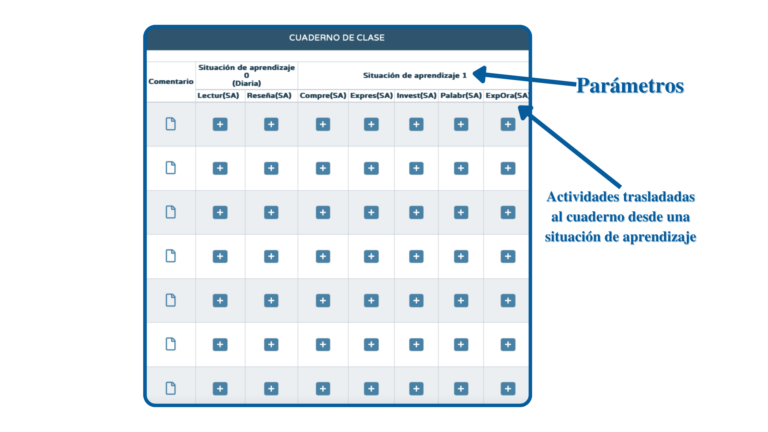 CUADERNO DE CLASE
Comentario
Situación de aprendizaje
0
(Diaria)
Situación de aprendizaje 1
Lectur(SA) Reseña(SA) Compre(SA) Expres(SA) Invest(SA) Palabr(SA) ExpOra(SA)
Parámetros
Actividades trasladadas
al cuaderno desde una
situación de aprendizaje